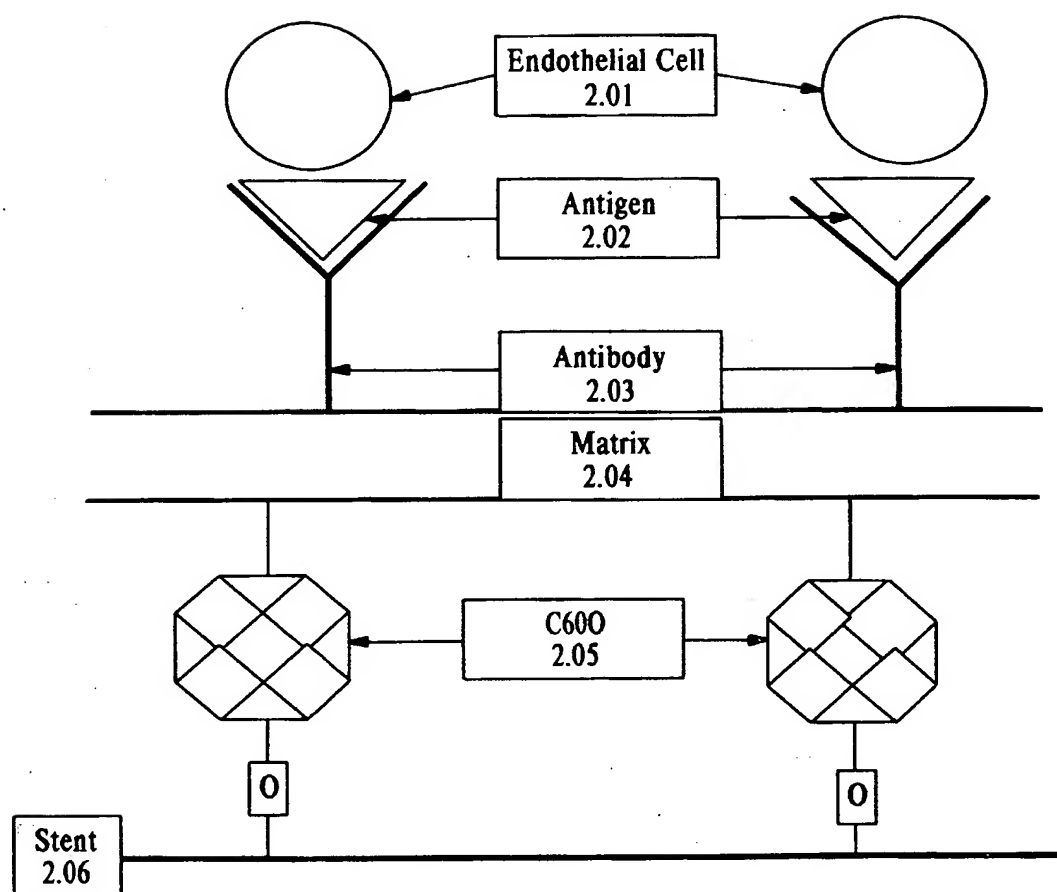 Endothelial Cell
2.01
Antigen
2.02
Antibody
2.03
Matrix
2.04
C60O
2.05
O
O
Stent
2.06